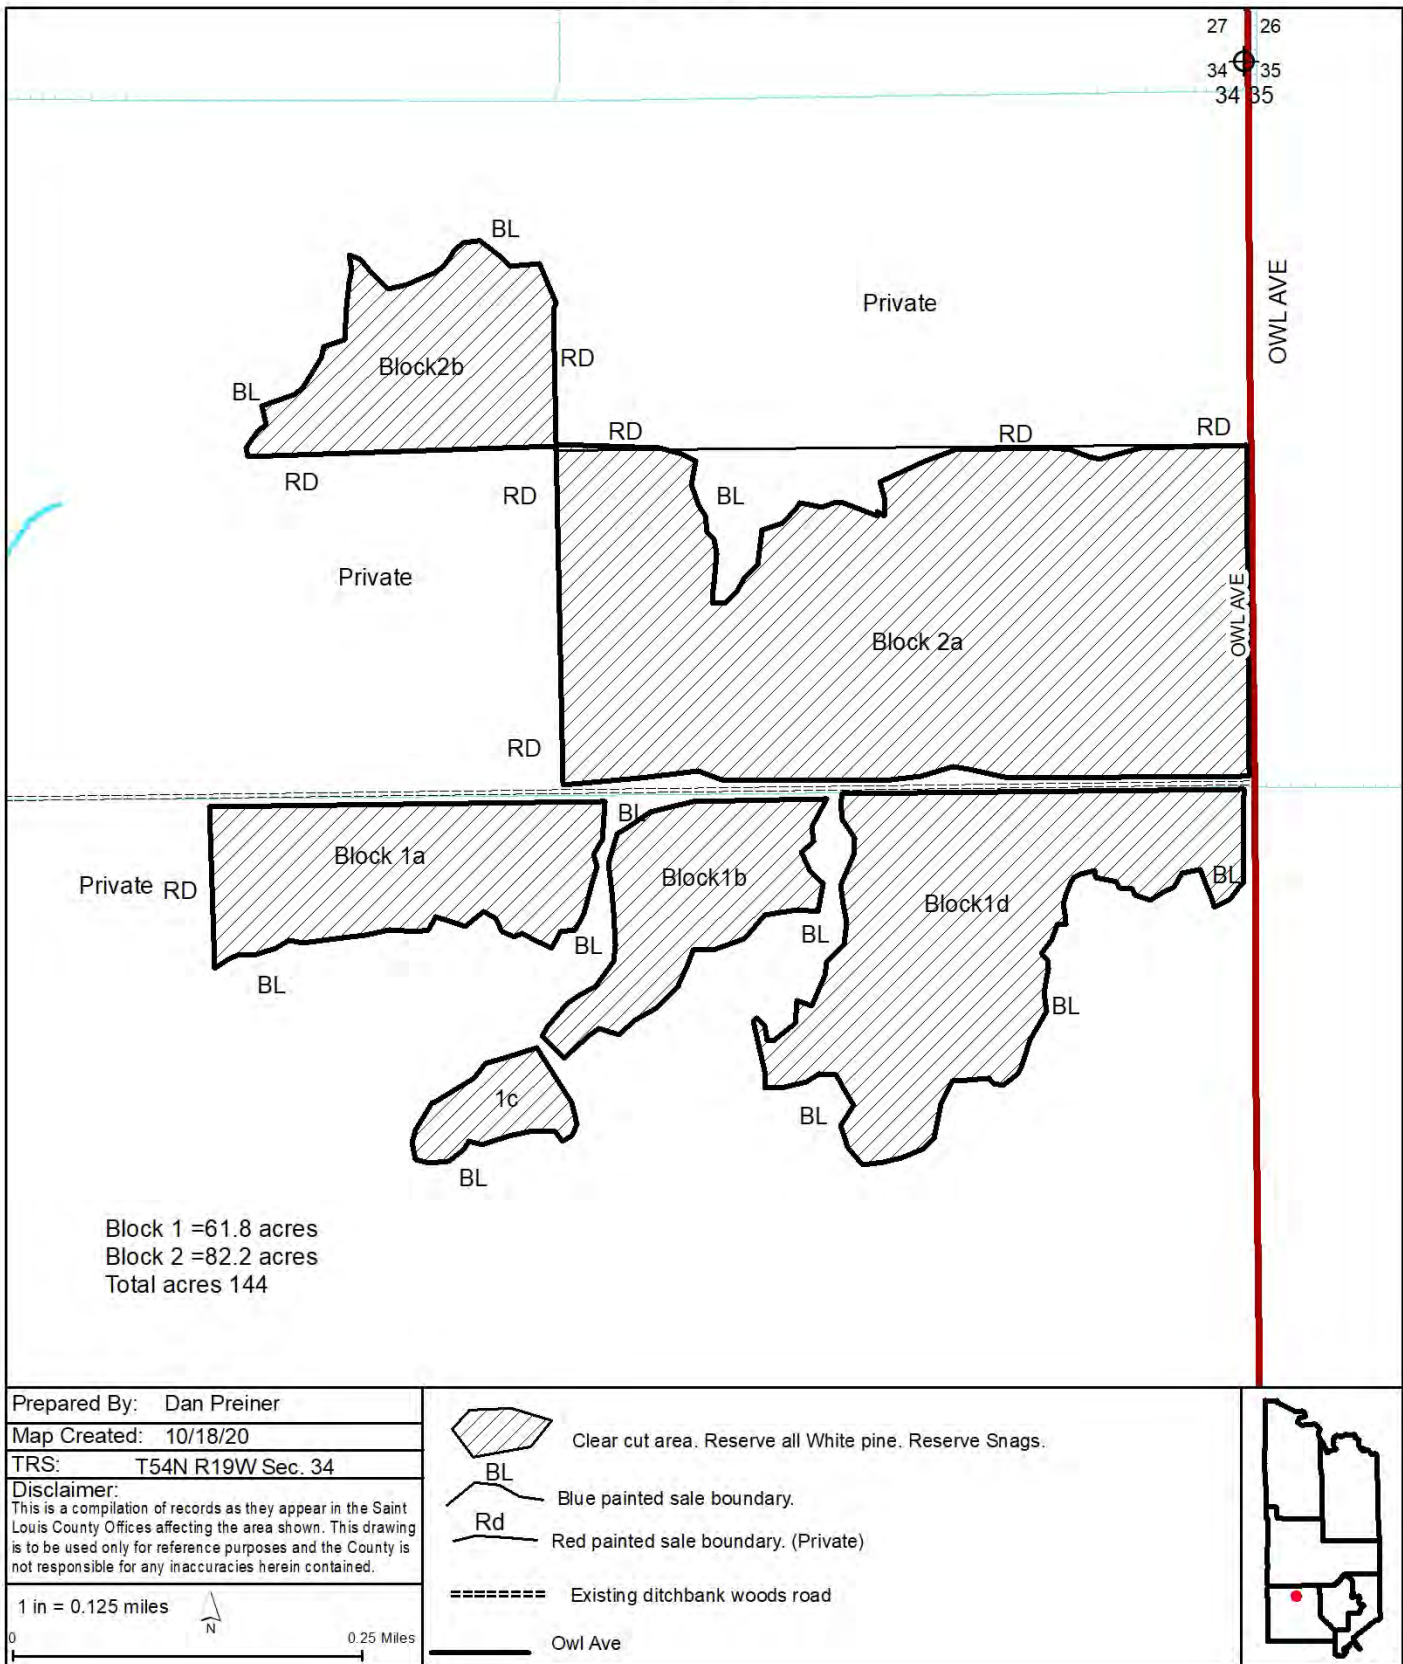 27 26
34 35
34 35
OWL AVE
BL
Private
Block2b
RD
BL
RD
RD
RD
RD
RD
BL
Private
OWL AVE
Block 2a
RD
BL
Block 1a
Block1b
BL
Private RD
Block1d
BL
BL
BL
BL
1c
BL
BL
Block 1 =61.8 acres
Block 2 =82.2 acres
Total acres 144
Prepared By: Dan Preiner
Map Created: 10/18/20
TRS: T54N R19W Sec. 34
Disclaimer:
This is a compilation of records as they appear in the Saint
Louis County Offices affecting the area shown. This drawing
is to be used only for reference purposes and the County is
not responsible for any inaccuracies herein contained.
1 in = 0.125 miles
N
0 0.25 Miles
Clear cut area. Reserve all White pine. Reserve Snags.
BL
Blue painted sale boundary.
Rd
Red painted sale boundary. (Private)
Existing ditchbank woods road
Owl Ave